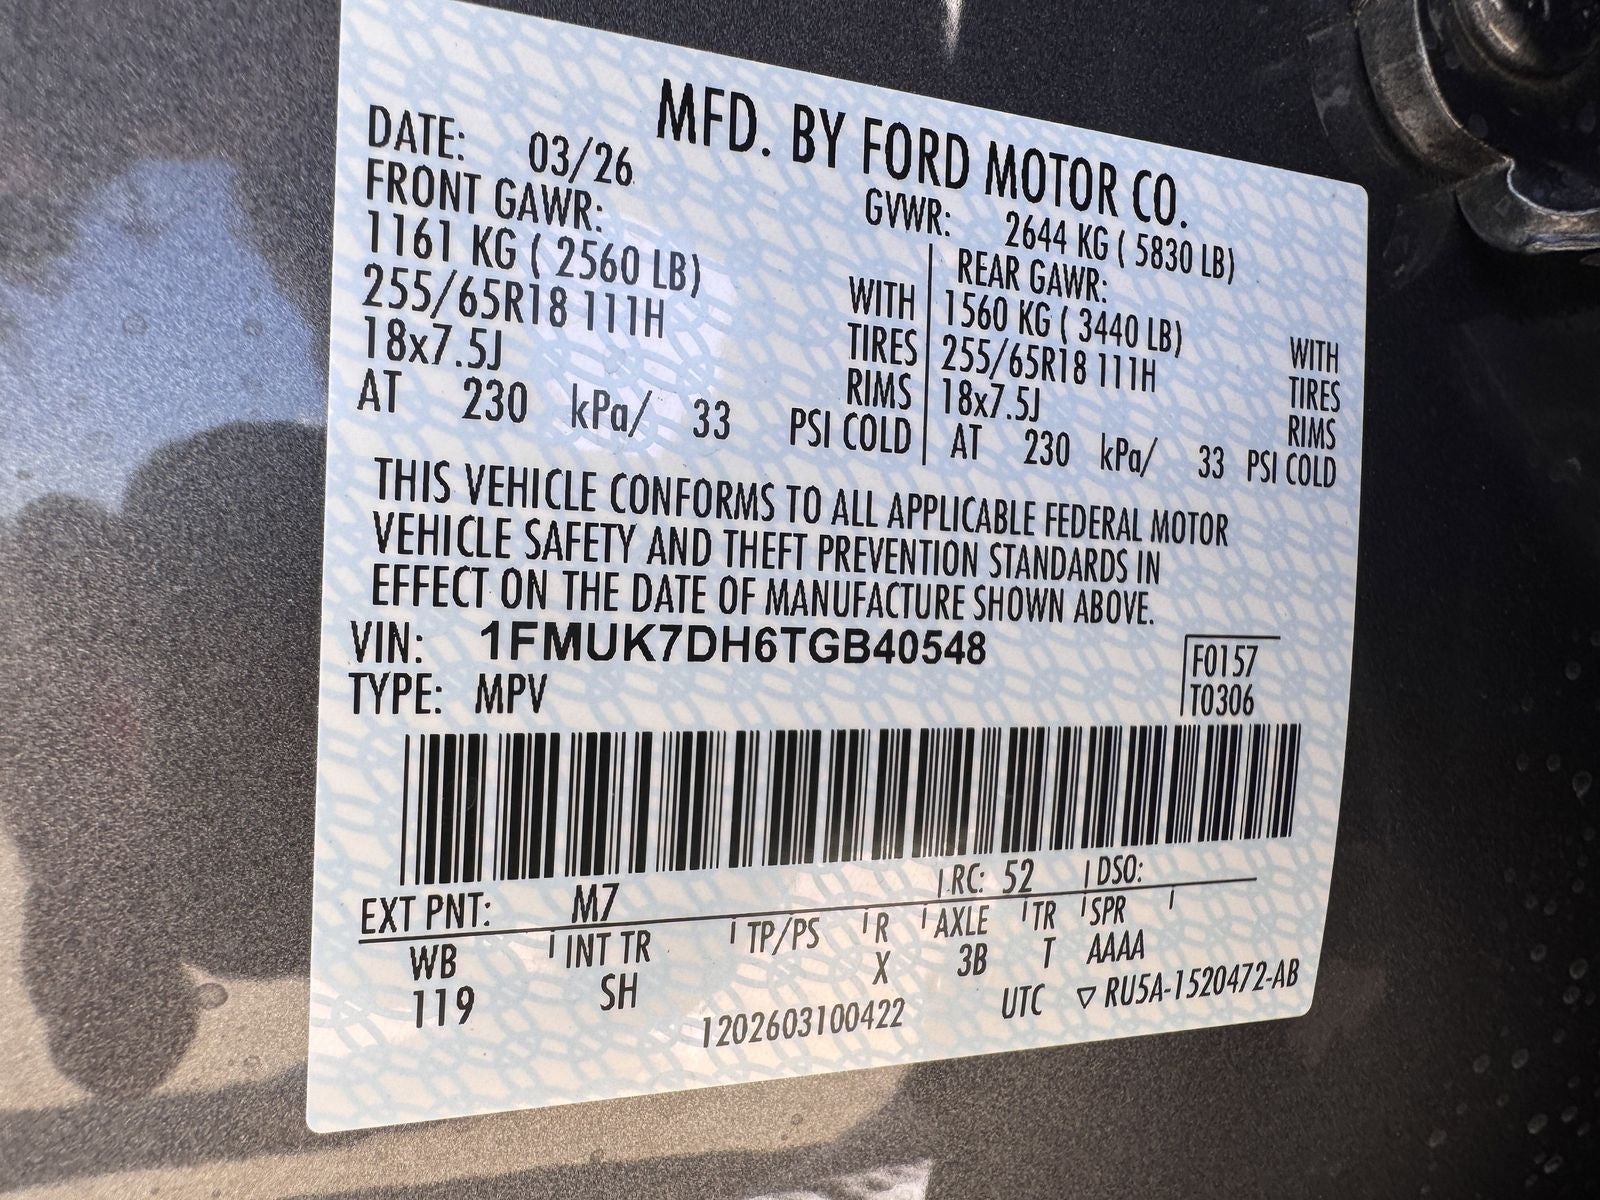 MFD. BY FORD MOTOR CO.
DATE: 03/26
GVWR: 2644 KG ( 5830 LB)
FRONT GAWR:
1161 KG ( 2560 LB) WITH
255/65R18 111H TIRES
18x7.5J RIMS
AT 230 kPa/ 33 PSI COLD
REAR GAWR:
1560 KG ( 3440 LB) WITH
255/65R18 111H TIRES
18x7.5J RIMS
AT 230 kPa/ 33 PSI COLD
THIS VEHICLE CONFORMS TO ALL APPLICABLE FEDERAL MOTOR
VEHICLE SAFETY AND THEFT PREVENTION STANDARDS IN
EFFECT ON THE DATE OF MANUFACTURE SHOWN ABOVE.
VIN: 1FMUK7DH6TGB40548
TYPE: MPV
F0157
T0306
EXT PNT: M7 RC: 52 DSO:
WB INT TR TP/PS R AXLE TR SPR
119 SH X 3B T AAAA
1202603100422 UTC ▽ RU5A-1520472-AB